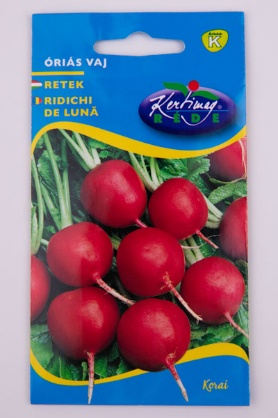 ÓRIÁS VAJ
RETEK
RIDICHI
DE LUNĂ
K
Kertimag
RÉDE
Korai